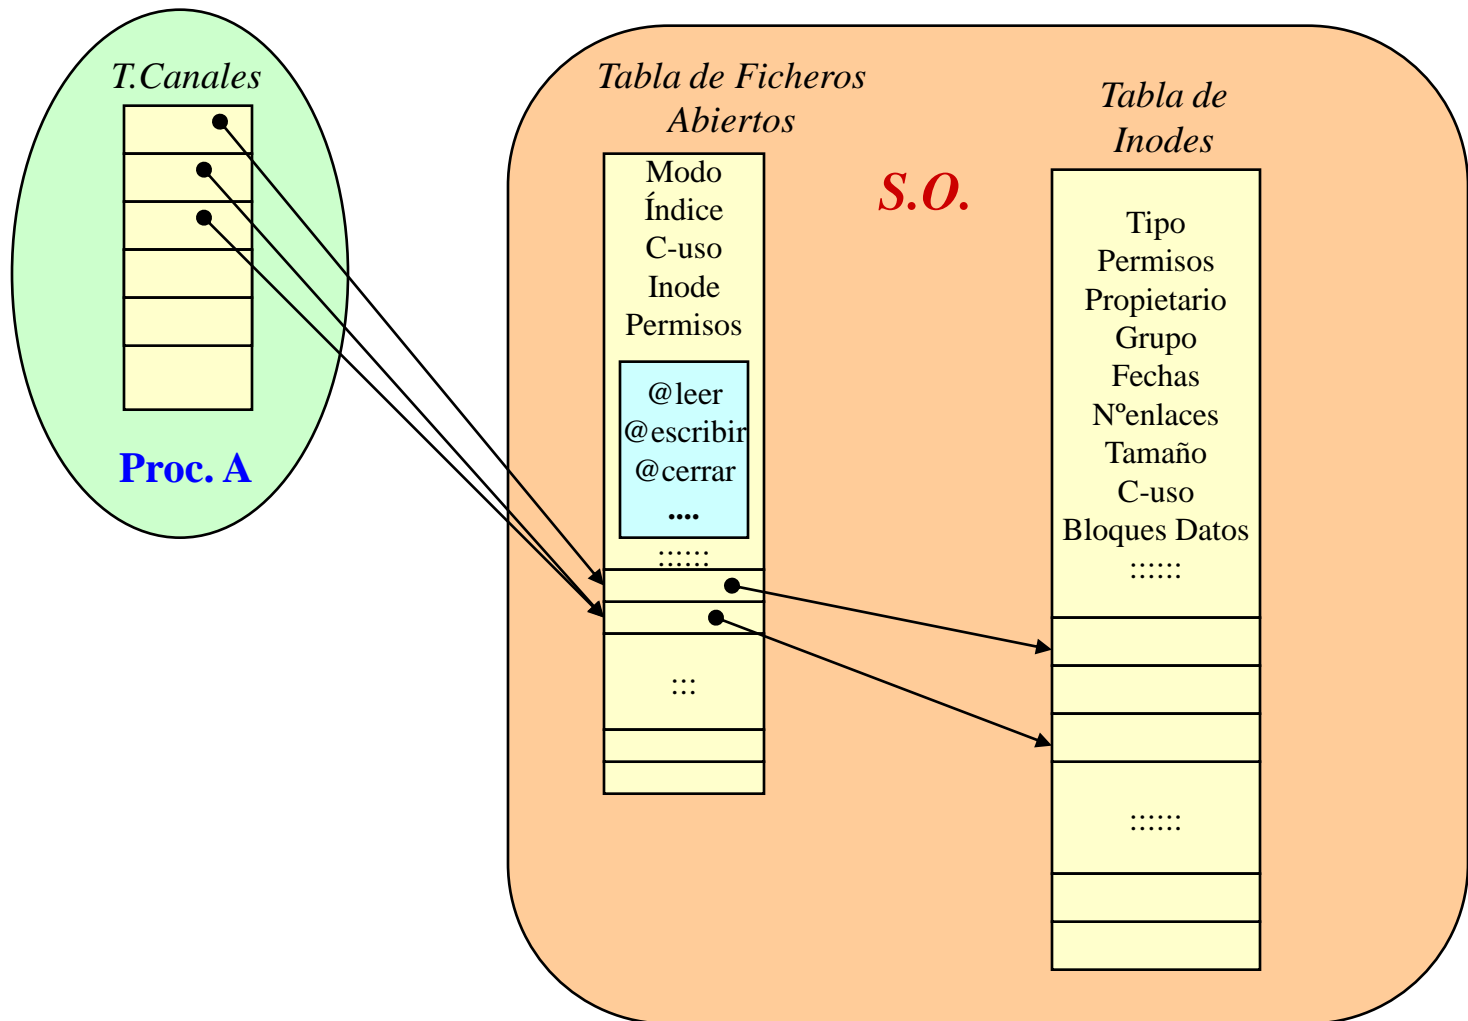 T.Canales
Proc. A
Tabla de Ficheros
Abiertos
Modo
Índice
C-uso
Inode
Permisos
@leer
@escribir
@cerrar
....
::::::
:::
S.O.
Tabla de
Inodes
Tipo
Permisos
Propietario
Grupo
Fechas
Nºenlaces
Tamaño
C-uso
Bloques Datos
::::::
::::::